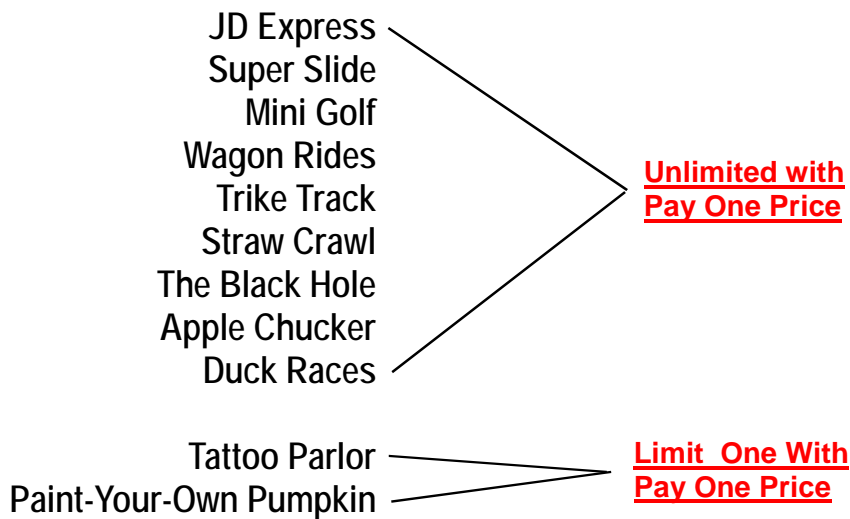 JD Express
Super Slide
Mini Golf
Wagon Rides
Trike Track
Straw Crawl
The Black Hole
Apple Chucker
Duck Races
Unlimited with
Pay One Price
Tattoo Parlor
Paint-Your-Own Pumpkin
Limit One With
Pay One Price